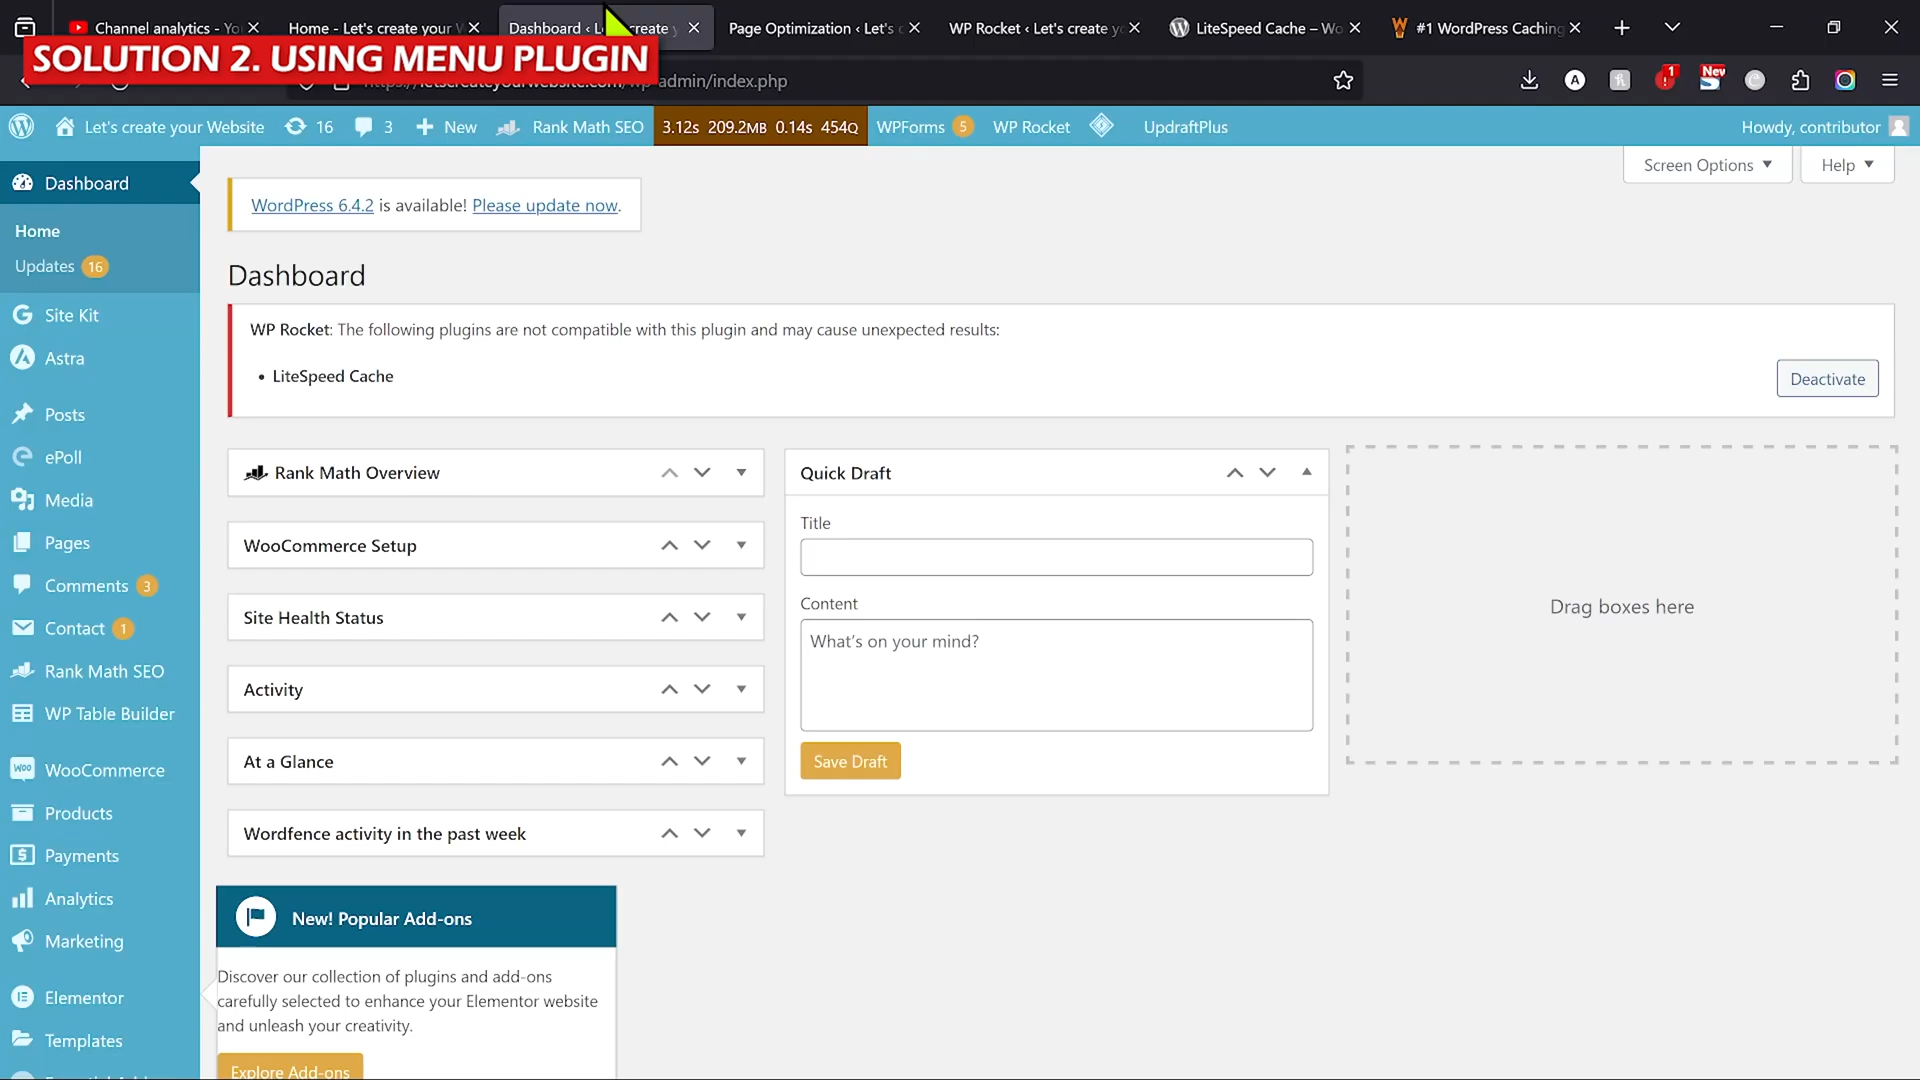 Channel analytics - Yo
Home - Let's create your W
Dashboard ‹ L
create y
Page Optimization ‹ Let's c
WP Rocket ‹ Let's create yo
LiteSpeed Cache – Wo
#1 WordPress Caching
SOLUTION 2. USING MENU PLUGIN
https://letscreateyourwebsite.com/wp-admin/index.php
A
1
New
Let's create your Website
16
3
New
Rank Math SEO
3.12s 209.2MB 0.14s 454Q
WPForms 5
WP Rocket
UpdraftPlus
Howdy, contributor
Dashboard
Home
Updates 16
Site Kit
Astra
Posts
ePoll
Media
Pages
Comments 3
Contact 1
Rank Math SEO
WP Table Builder
WooCommerce
Products
Payments
Analytics
Marketing
Elementor
Templates
Screen Options
Help
WordPress 6.4.2 is available! Please update now.
Dashboard
WP Rocket: The following plugins are not compatible with this plugin and may cause unexpected results:
• LiteSpeed Cache
Deactivate
Rank Math Overview
WooCommerce Setup
Site Health Status
Activity
At a Glance
Wordfence activity in the past week
Quick Draft
Title
Content
What's on your mind?
Save Draft
Drag boxes here
New! Popular Add-ons
Discover our collection of plugins and add-ons
carefully selected to enhance your Elementor website
and unleash your creativity.
Explore Add-ons